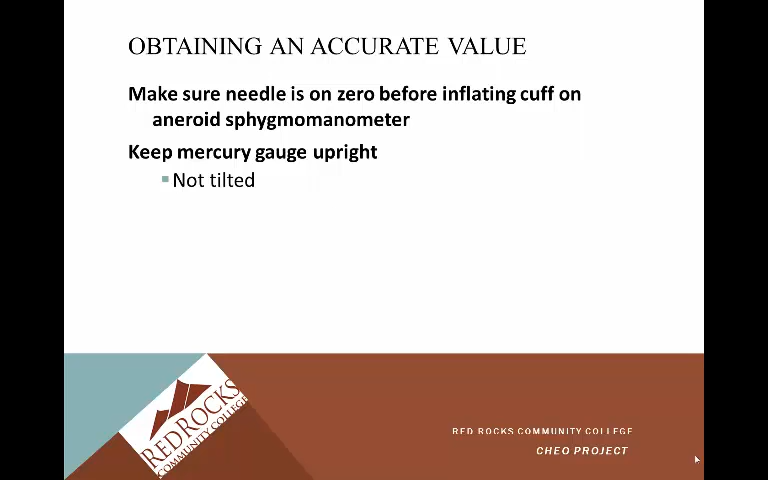 OBTAINING AN ACCURATE VALUE
Make sure needle is on zero before inflating cuff on
aneroid sphygmomanometer
Keep mercury gauge upright
Not tilted
RED ROCKS
COMMUNITY COLLEGE
RED ROCKS COMMUNITY COLLEGE
CHEO PROJECT